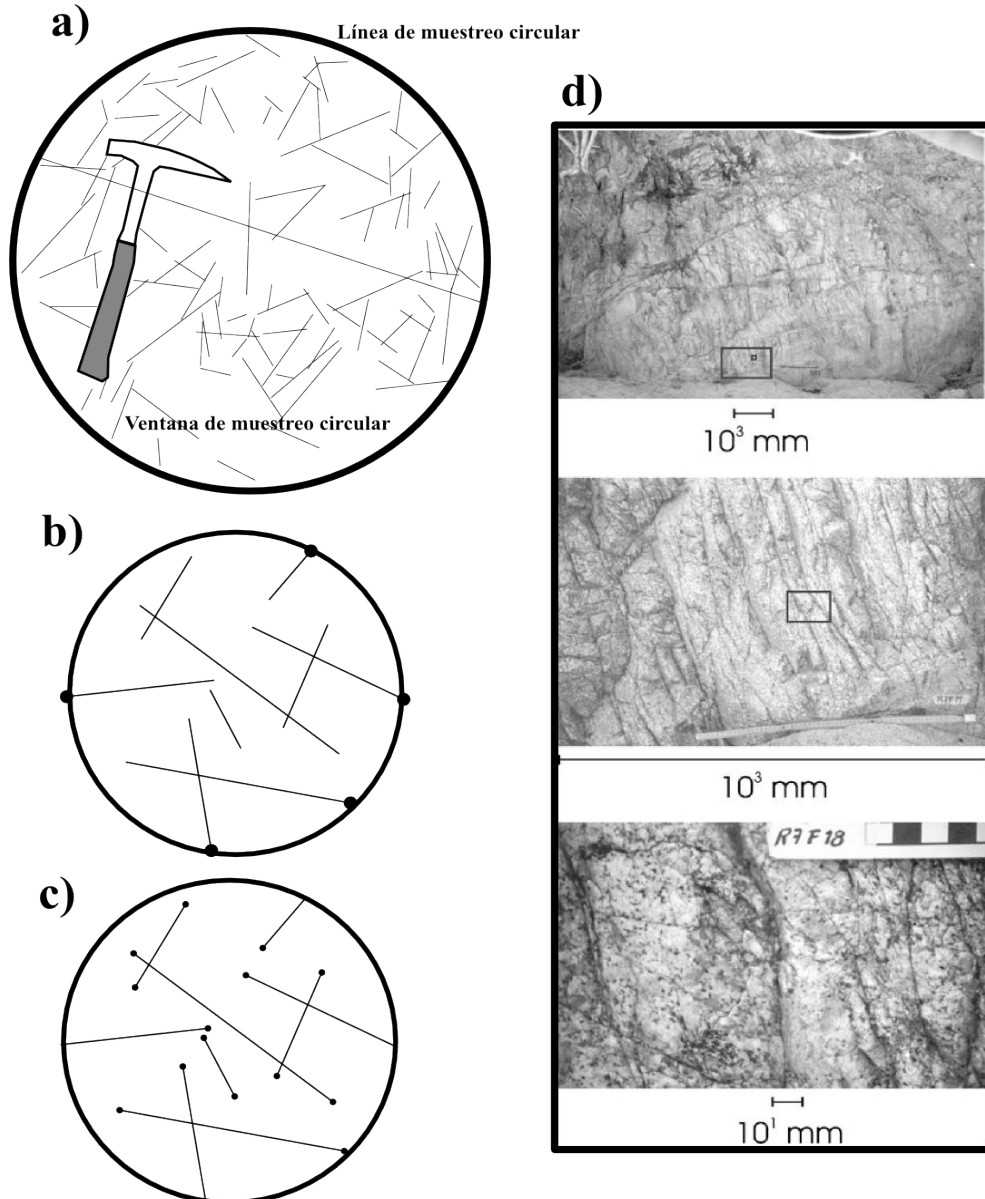 a)
Línea de muestreo circular
Ventana de muestreo circular
b)
c)
d)
10³ mm
10³ mm
R7F18
10¹ mm